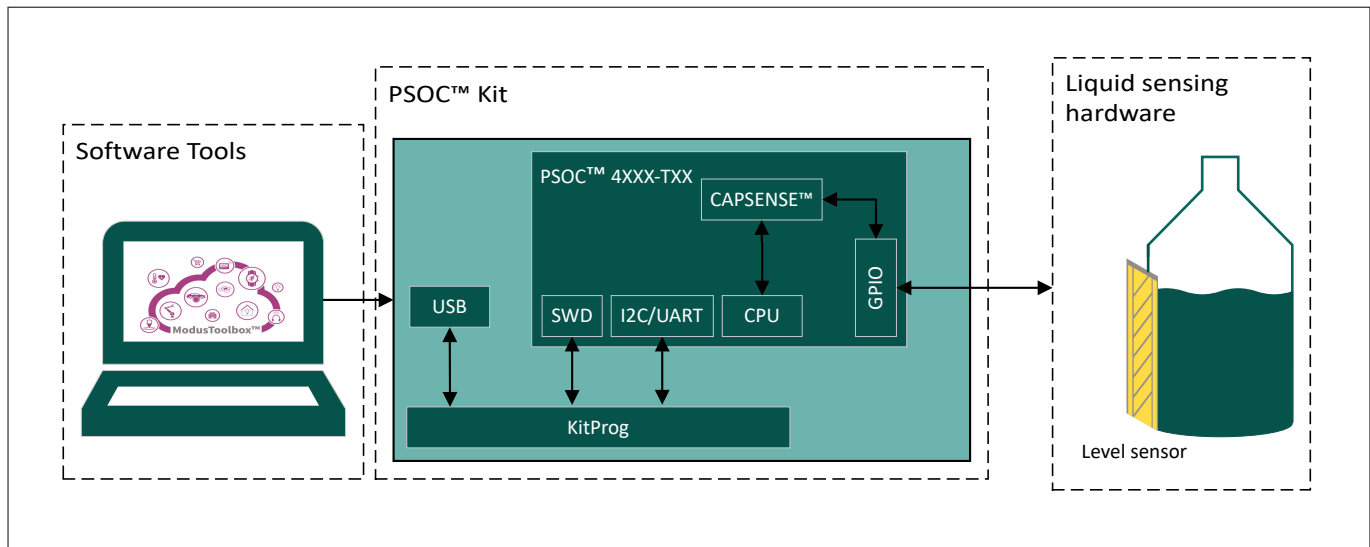 Software Tools
ModusToolbox™
PSOC™ Kit
PSOC™ 4XXX-TXX
CAPSENSE™
GPIO
USB
SWD
I2C/UART
CPU
KitProg
Liquid sensing
hardware
Level sensor